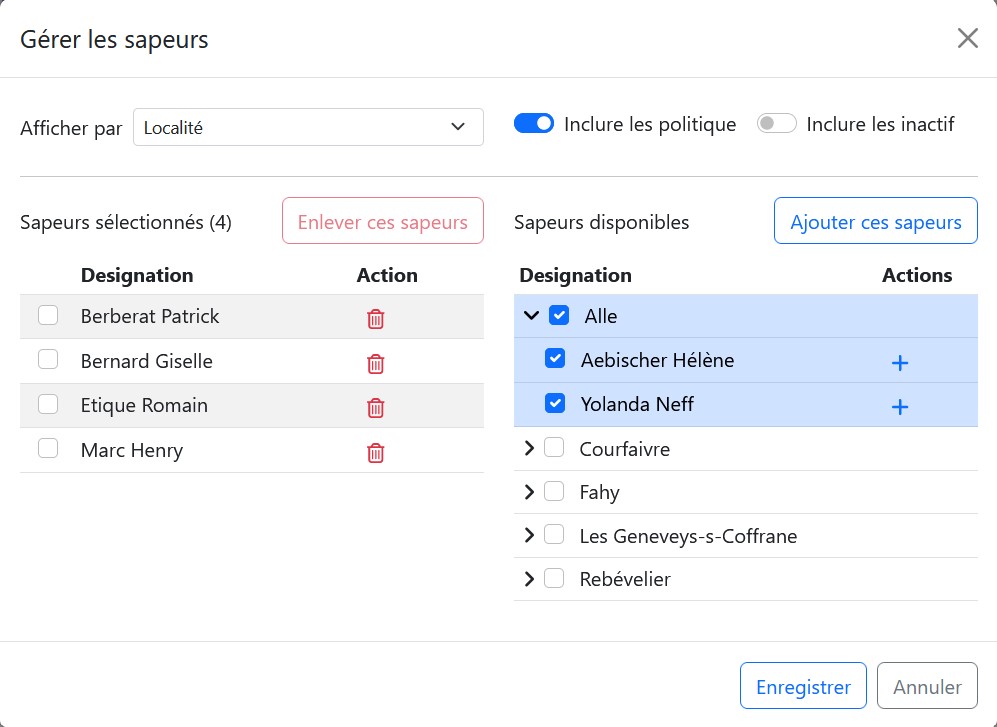 Gérer les sapeurs
Afficher par Localité Inclure les politique Inclure les inactif
Sapeurs sélectionnés (4) Enlever ces sapeurs
Designation Action
Berberat Patrick
Bernard Giselle
Etique Romain
Marc Henry
Sapeurs disponibles Ajouter ces sapeurs
Designation Actions
Alle
Aebischer Hélène
Yolanda Neff
Courfaivre
Fahy
Les Geneveys-s-Coffrane
Rebévelier
Enregistrer Annuler